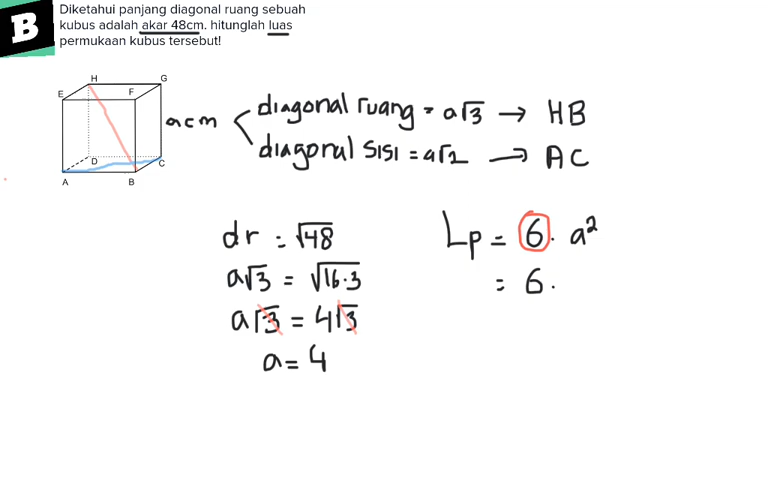 B
Diketahui panjang diagonal ruang sebuah
kubus adalah akar 48cm. hitunglah luas
permukaan kubus tersebut!
H G
E F
D C
A B
a cm
diagonal ruang = a√3 → HB
diagonal sisi = a√2 → AC
dr = √48
a√3 = √16·3
a√3 = 4√3
a = 4
Lp = 6. a²
= 6.